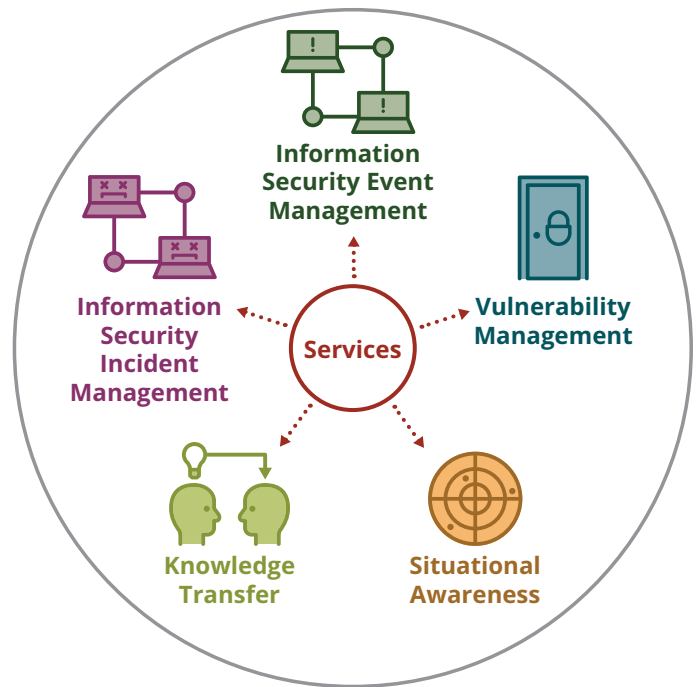 Information
Security Event
Management
Information
Security
Incident
Management
Vulnerability
Management
Services
Knowledge
Transfer
Situational
Awareness